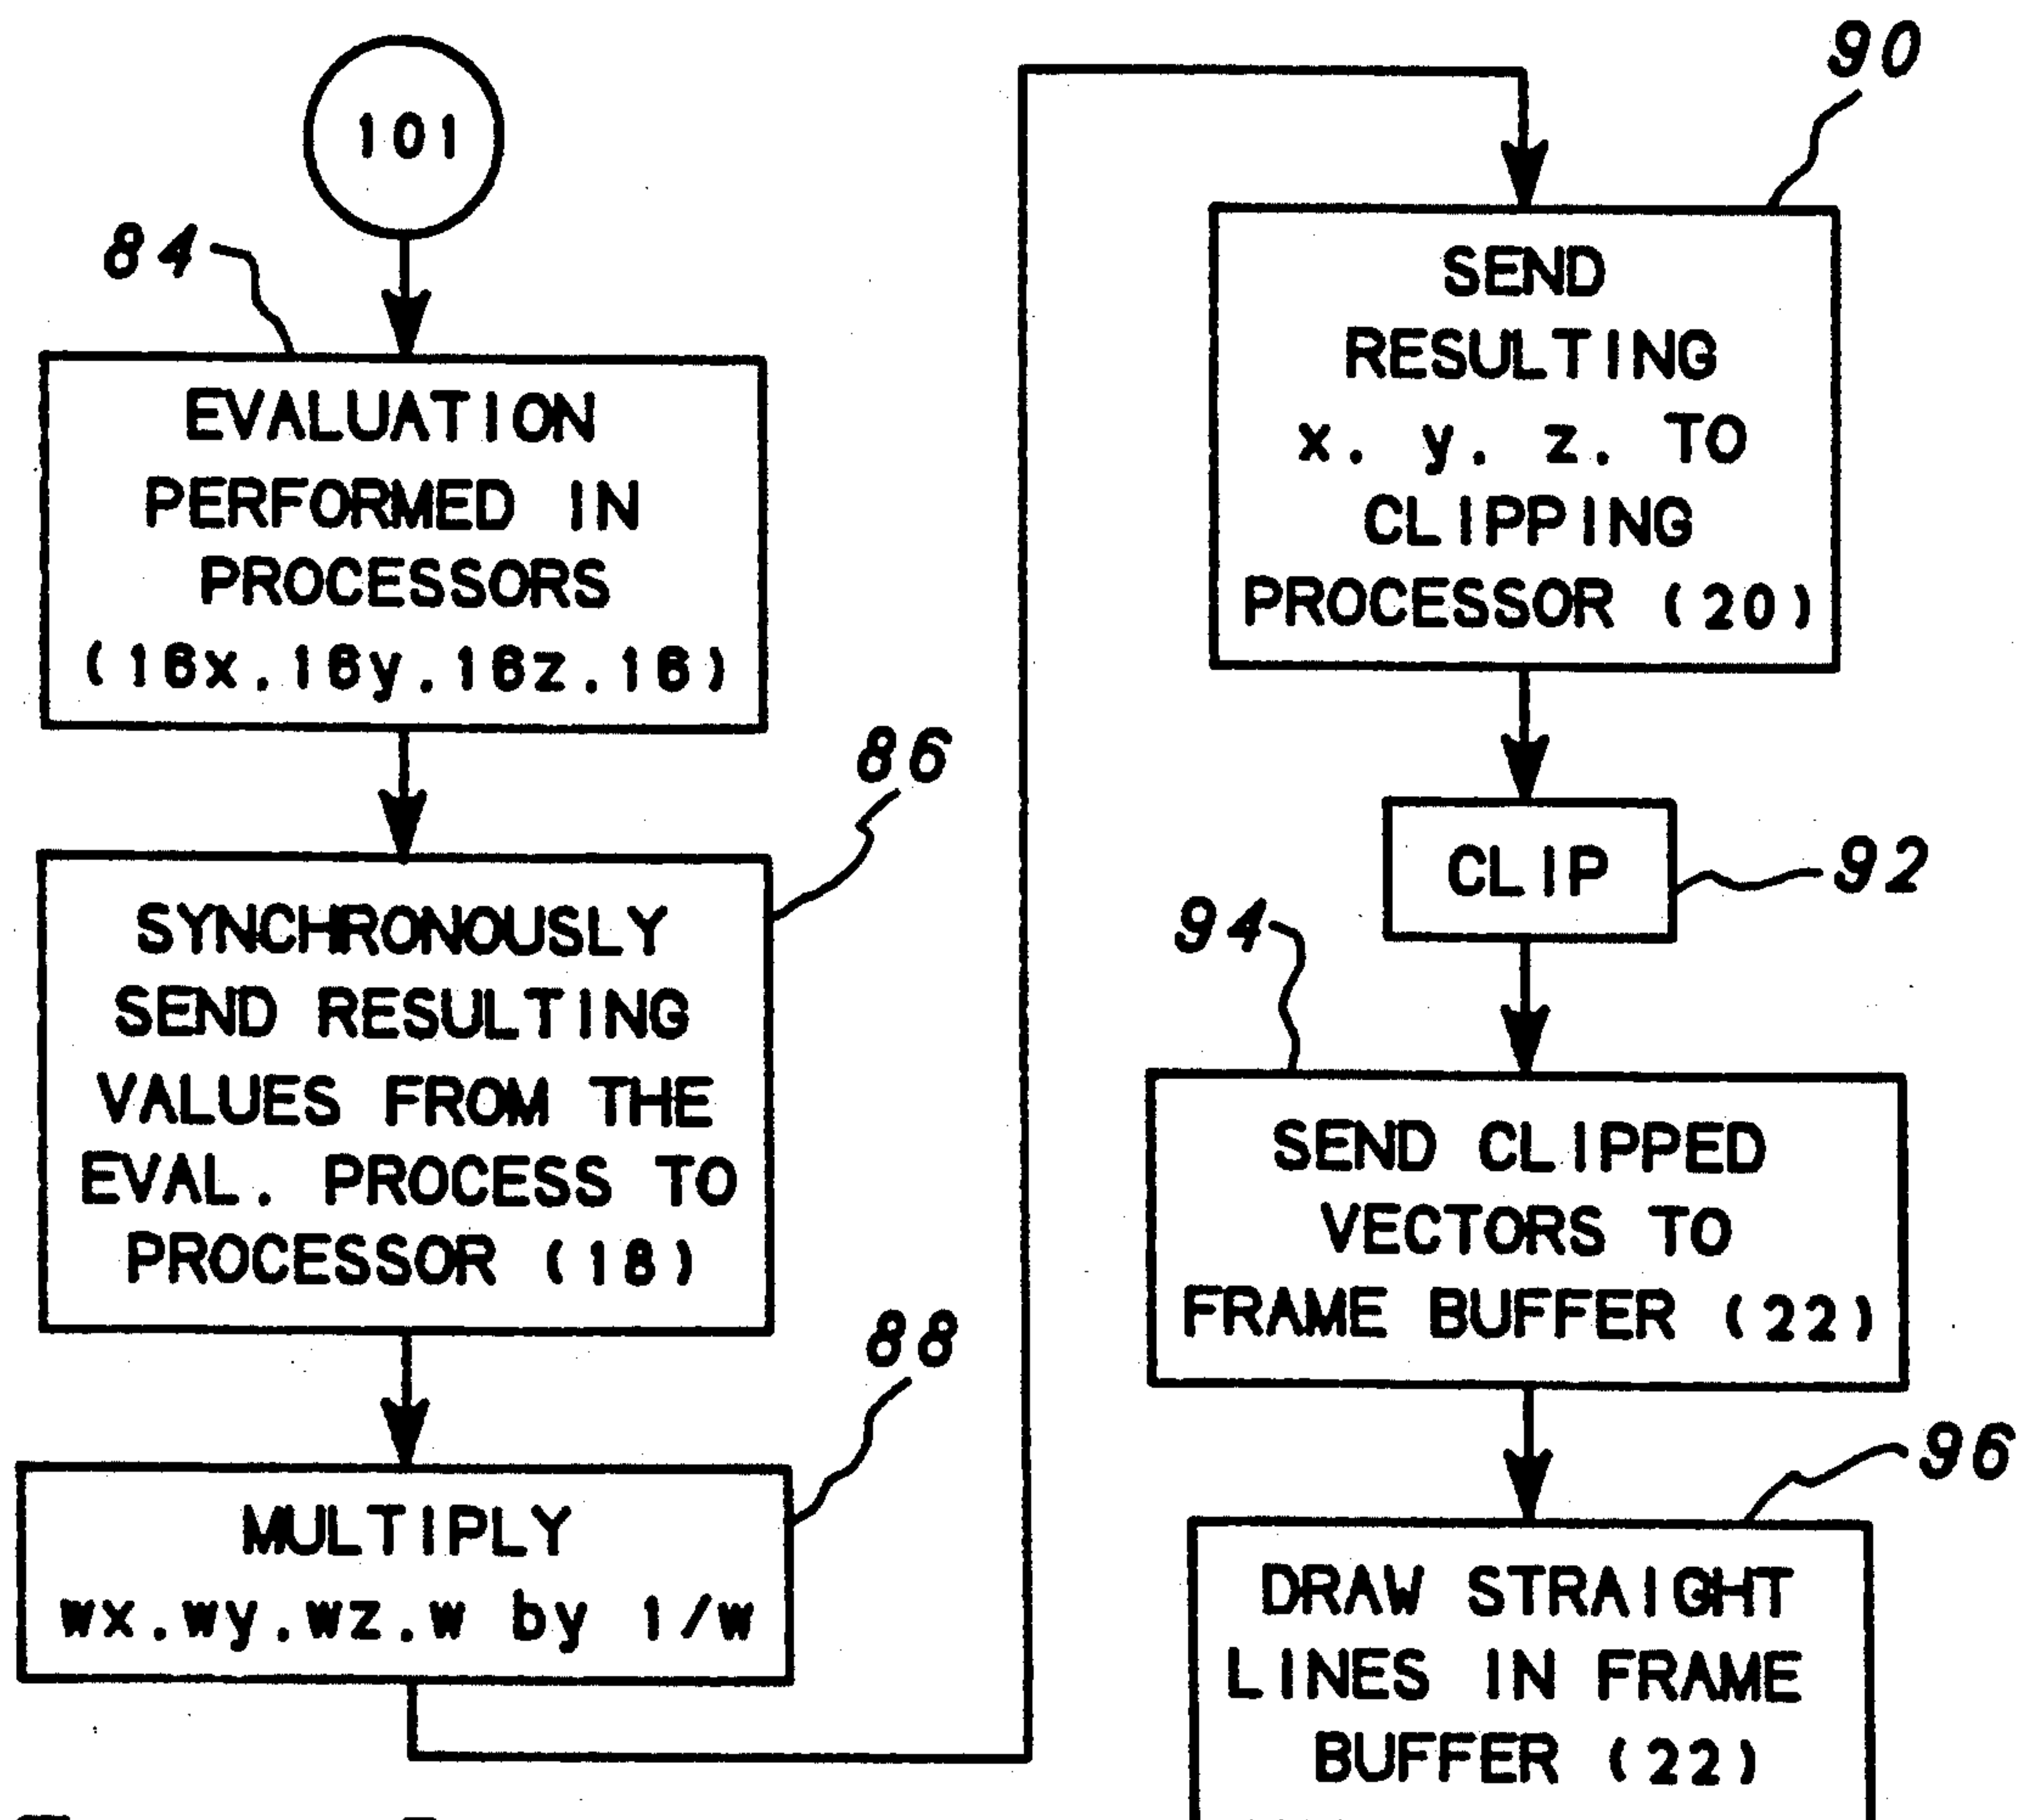 101
84
EVALUATION
PERFORMED IN
PROCESSORS
(16x.16y.16z.16)
86
SYNCHRONOUSLY
SEND RESULTING
VALUES FROM THE
EVAL. PROCESS TO
PROCESSOR (18)
88
MULTIPLY
wx.wy.wz.w by 1/w
90
SEND
RESULTING
x. y. z. TO
CLIPPING
PROCESSOR (20)
CLIP
92
94
SEND CLIPPED
VECTORS TO
FRAME BUFFER (22)
96
DRAW STRAIGHT
LINES IN FRAME
BUFFER (22)